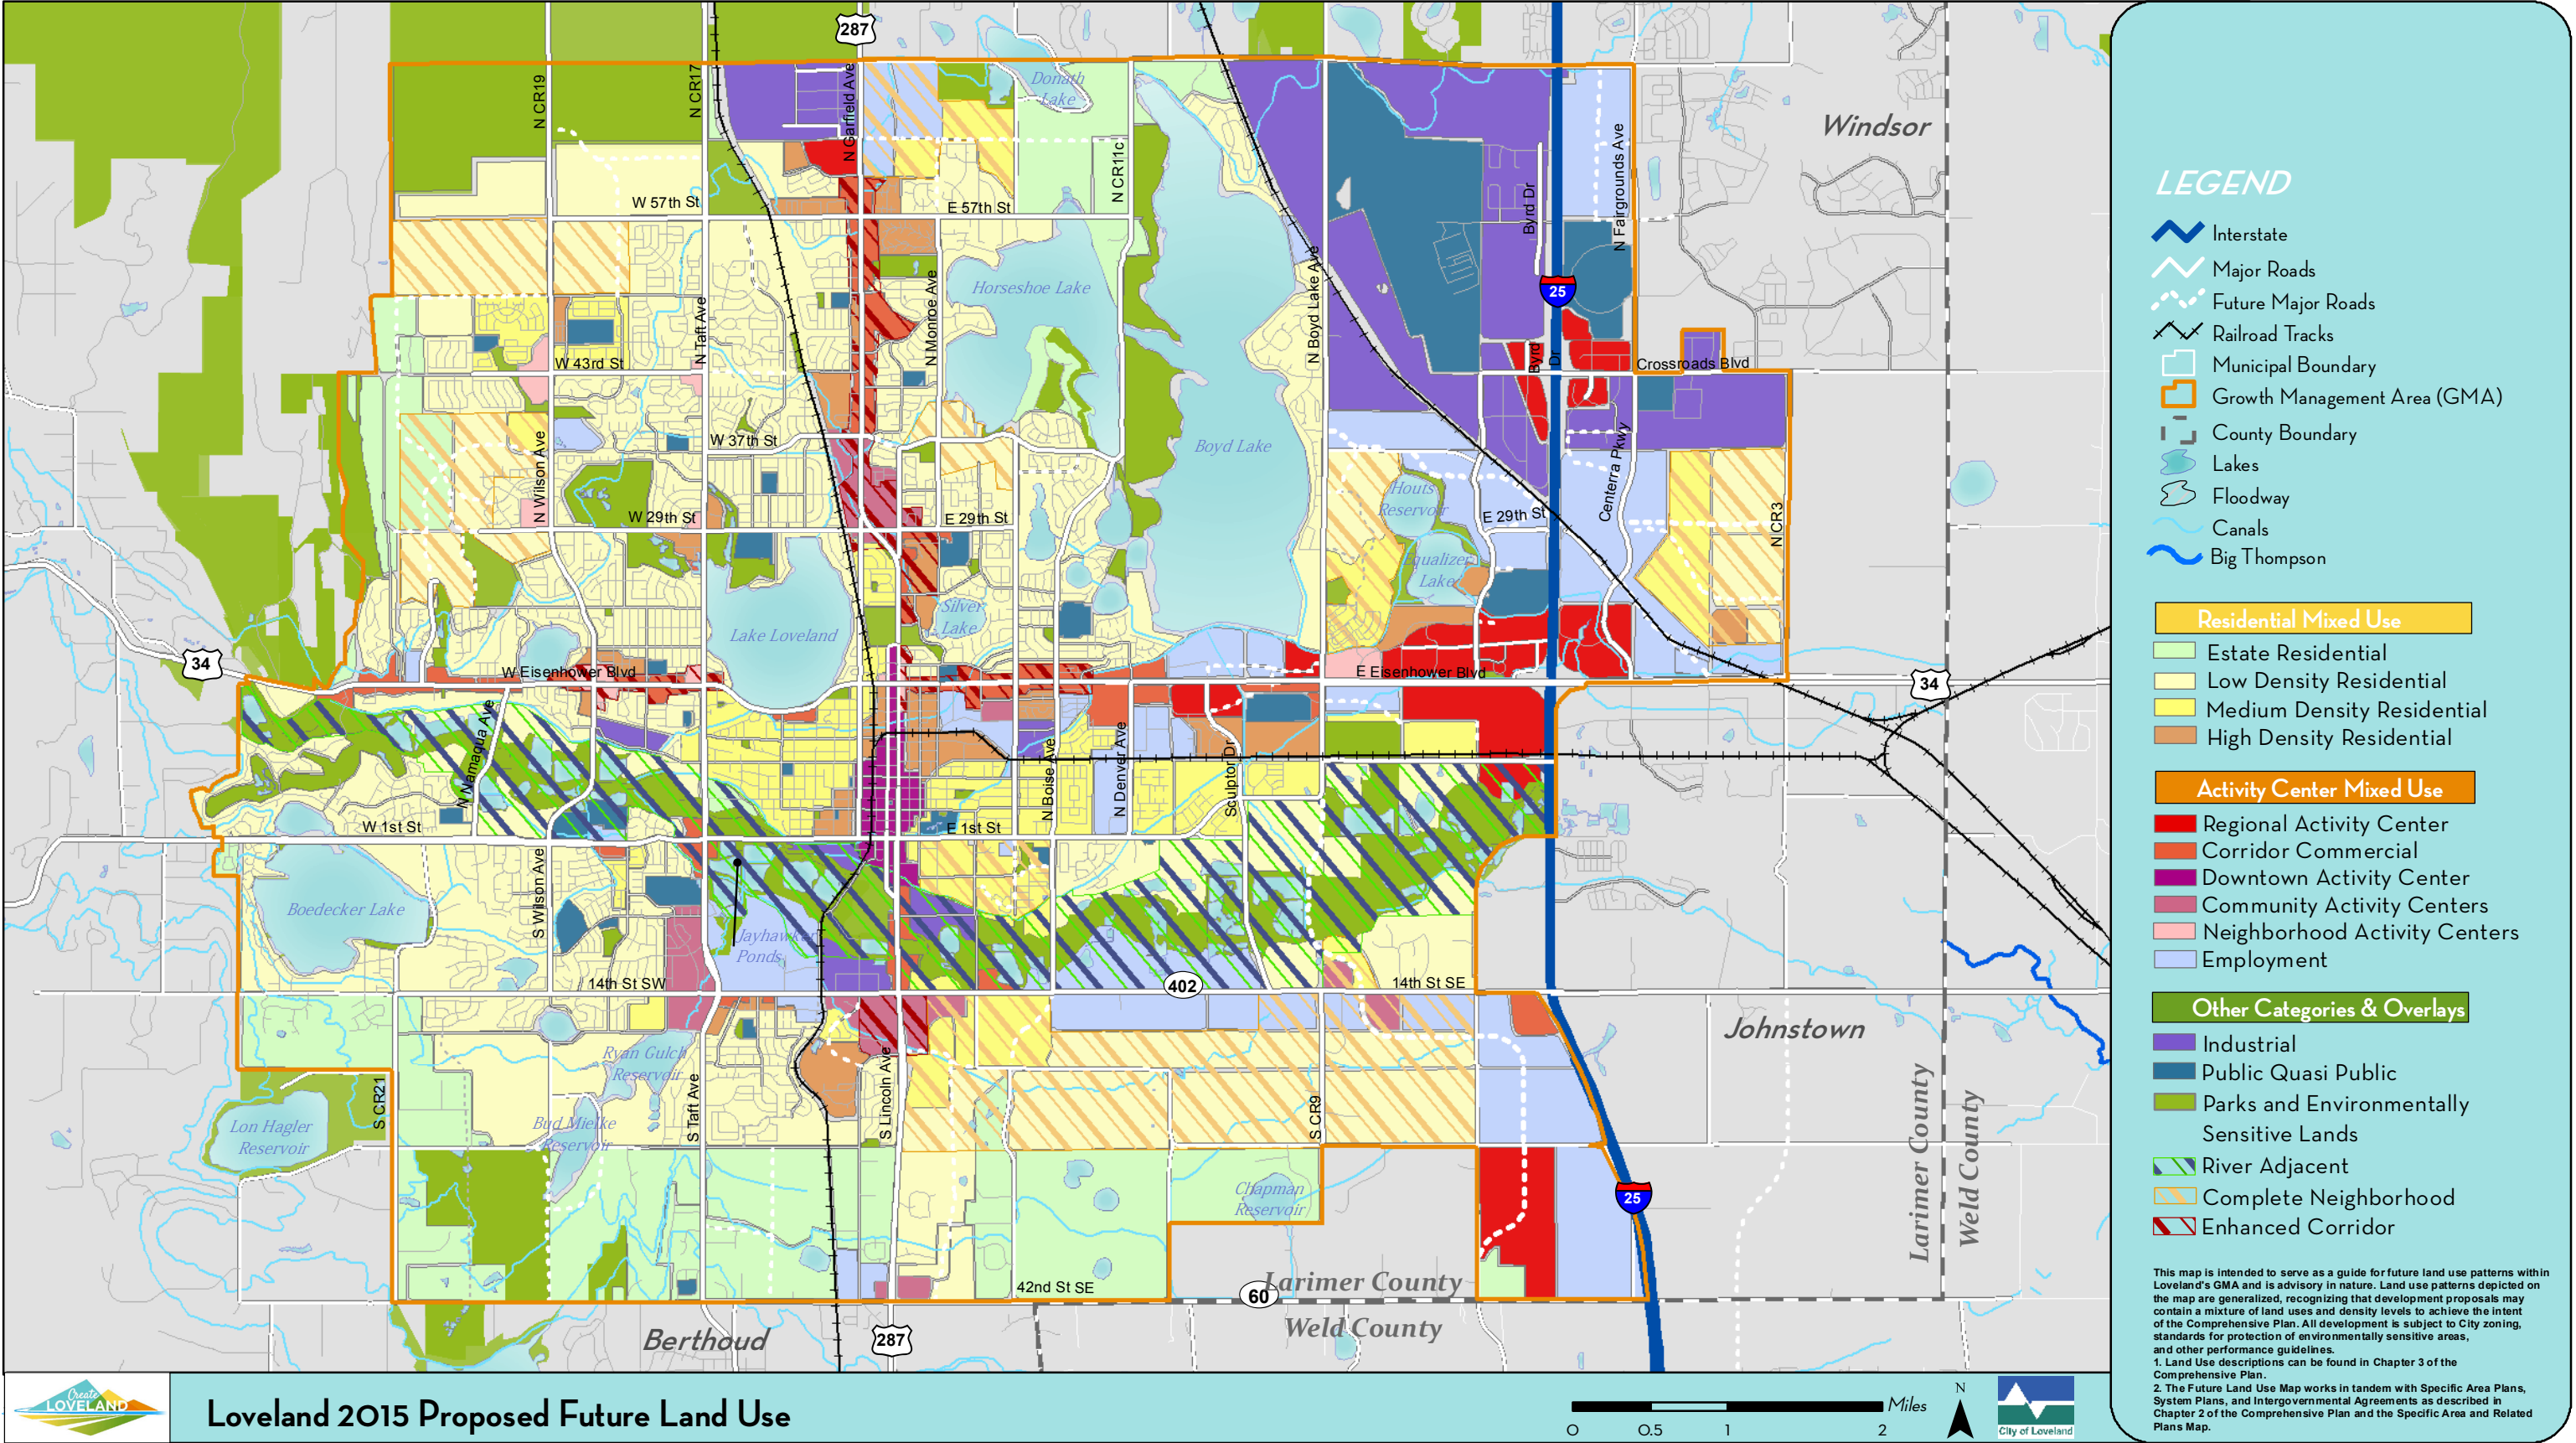 287
Donath
Lake
N CR19
N CR17
N Garfield Ave
Windsor
N CR11c
N Fairgrounds Ave
Byrd Dr
W 57th St
E 57th St
Horseshoe Lake
N Monroe Ave
N Taft Ave
N Boyd Lake Ave
25
W 43rd St
Byrd
Dr
Crossroads Blvd
W 37th St
Boyd Lake
N Wilson Ave
Centerra Pkwy
Houts
Reservoir
W 29th St
E 29th St
E 29th St
N CR3
Equalizer
Lake
Silver
Lake
Lake Loveland
34
W Eisenhower Blvd
E Eisenhower Blvd
34
N Namaqua Ave
N Boise Ave
N Denver Ave
Sculptor Dr
W 1st St
E 1st St
S Wilson Ave
Boedecker Lake
Jayhawker
Ponds
14th St SW
402
14th St SE
Johnstown
Ryan Gulch
Reservoir
S CR21
S Taft Ave
S Lincoln Ave
S CR9
Lon Hagler
Reservoir
Bud Mielke
Reservoir
Chapman
Reservoir
25
Larimer County
Weld County
42nd St SE
60
Larimer County
Weld County
Berthoud
287
LEGEND
Interstate
Major Roads
Future Major Roads
Railroad Tracks
Municipal Boundary
Growth Management Area (GMA)
County Boundary
Lakes
Floodway
Canals
Big Thompson
Residential Mixed Use
Estate Residential
Low Density Residential
Medium Density Residential
High Density Residential
Activity Center Mixed Use
Regional Activity Center
Corridor Commercial
Downtown Activity Center
Community Activity Centers
Neighborhood Activity Centers
Employment
Other Categories & Overlays
Industrial
Public Quasi Public
Parks and Environmentally
Sensitive Lands
River Adjacent
Complete Neighborhood
Enhanced Corridor
This map is intended to serve as a guide for future land use patterns within
Loveland's GMA and is advisory in nature. Land use patterns depicted on
the map are generalized, recognizing that development proposals may
contain a mixture of land uses and density levels to achieve the intent
of the Comprehensive Plan. All development is subject to City zoning,
standards for protection of environmentally sensitive areas,
and other performance guidelines.
1. Land Use descriptions can be found in Chapter 3 of the
Comprehensive Plan.
2. The Future Land Use Map works in tandem with Specific Area Plans,
System Plans, and Intergovernmental Agreements as described in
Chapter 2 of the Comprehensive Plan and the Specific Area and Related
Plans Map.
Create
LOVELAND
Loveland 2015 Proposed Future Land Use
Miles
0 0.5 1 2
N
City of Loveland